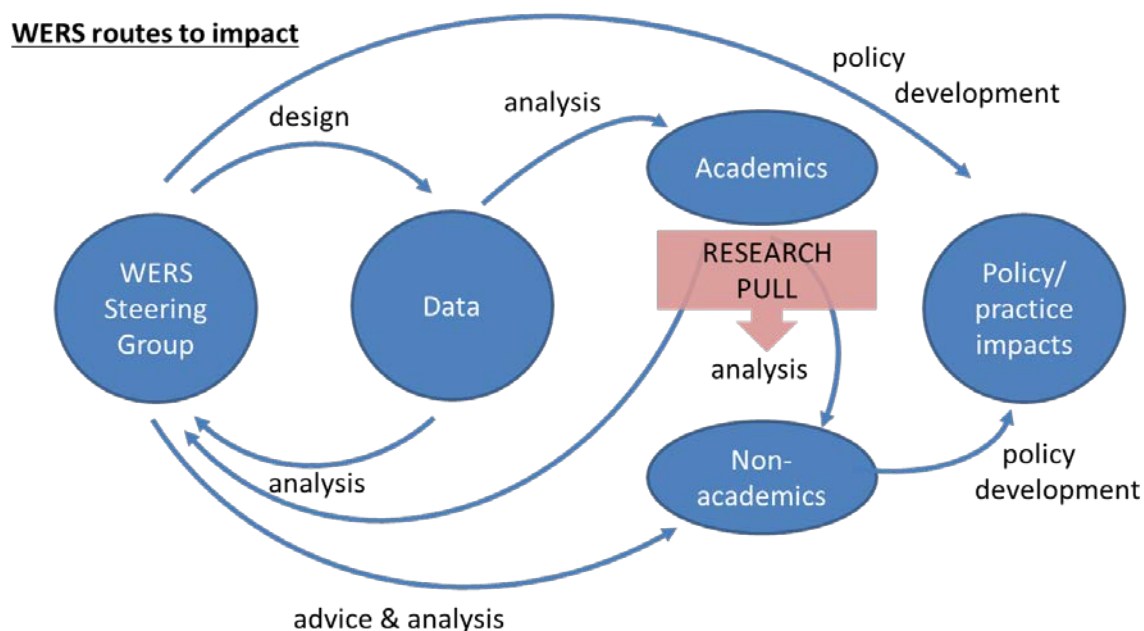 WERS routes to impact
policy
development
analysis
design
Academics
WERS
Steering
Group
Data
RESEARCH
PULL
Policy/
practice
impacts
analysis
Non-
academics
analysis
policy
development
advice & analysis